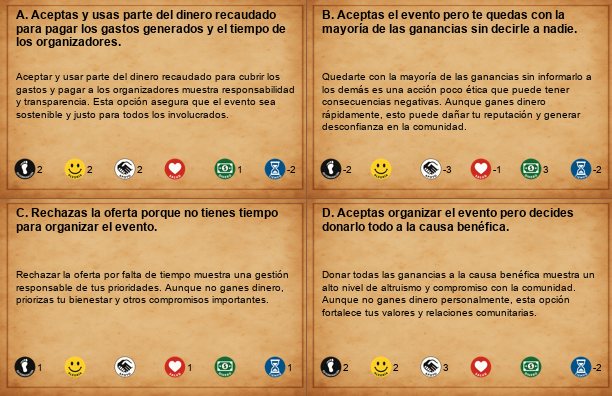 A. Aceptas y usas parte del dinero recaudado
para pagar los gastos generados y el tiempo de
los organizadores.
Aceptar y usar parte del dinero recaudado para cubrir los
gastos y pagar a los organizadores muestra responsabilidad
y transparencia. Esta opción asegura que el evento sea
sostenible y justo para todos los involucrados.
2 2 2 1 -2
B. Aceptas el evento pero te quedas con la
mayoría de las ganancias sin decirle a nadie.
Quedarte con la mayoría de las ganancias sin informarlo a
los demás es una acción poco ética que puede tener
consecuencias negativas. Aunque ganes dinero
rápidamente, esto puede dañar tu reputación y generar
desconfianza en la comunidad.
-2 -3 -1 3 -2
C. Rechazas la oferta porque no tienes tiempo
para organizar el evento.
Rechazar la oferta por falta de tiempo muestra una gestión
responsable de tus prioridades. Aunque no ganes dinero,
priorizas tu bienestar y otros compromisos importantes.
1 1 1
D. Aceptas organizar el evento pero decides
donarlo todo a la causa benéfica.
Donar todas las ganancias a la causa benéfica muestra un
alto nivel de altruismo y compromiso con la comunidad.
Aunque no ganes dinero personalmente, esta opción
fortalece tus valores y relaciones comunitarias.
2 2 3 -2